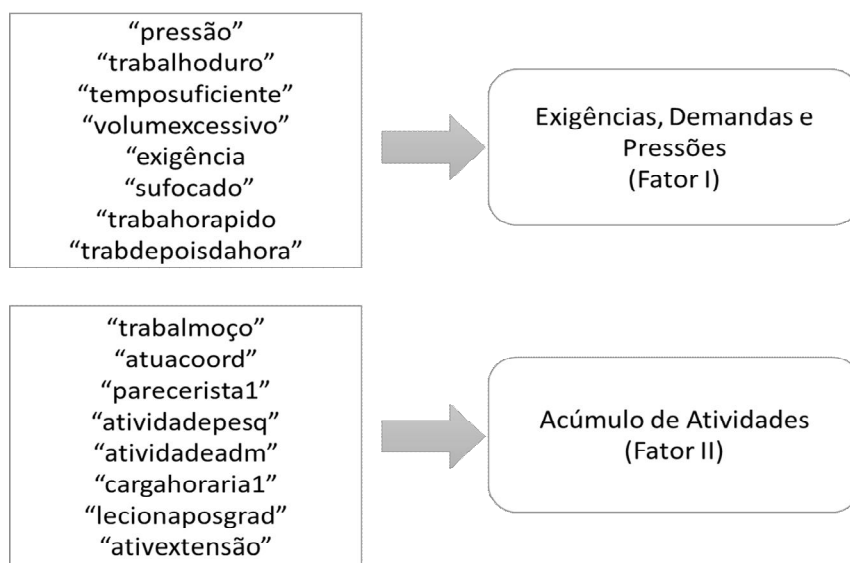 “pressão”
“trabalhoduro”
“temposuficiente”
“volumexcessivo”
“exigência
“sufocado”
“trabahorapido
“trabdepoisdahora”
Exigências, Demandas e
Pressões
(Fator I)
“trabalmoço”
“atuacoord”
“parecerista1”
“atividadepesq”
“atividadeadm”
“cargahoraria1”
“lecionaposgrad”
“ativextensão”
Acúmulo de Atividades
(Fator II)